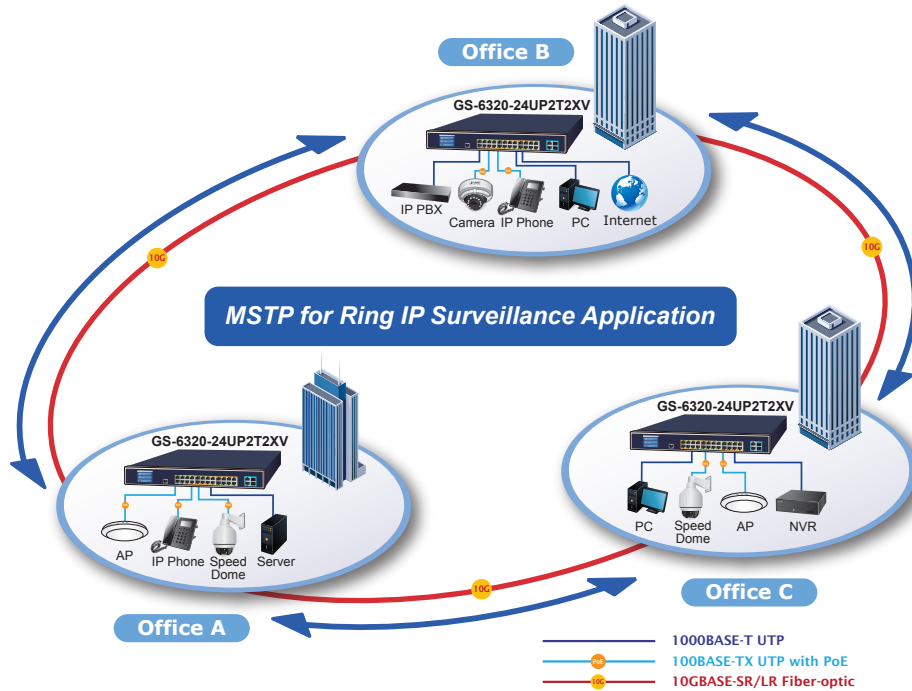 Office B
GS-6320-24UP2T2XV
IP PBX
Camera
IP Phone
PC
Internet
10G
10G
MSTP for Ring IP Surveillance Application
GS-6320-24UP2T2XV
AP
IP Phone
Speed
Dome
Server
Office A
GS-6320-24UP2T2XV
PC
Speed
Dome
AP
NVR
Office C
10G
1000BASE-T UTP
PoE
100BASE-TX UTP with PoE
10G
10GBASE-SR/LR Fiber-optic